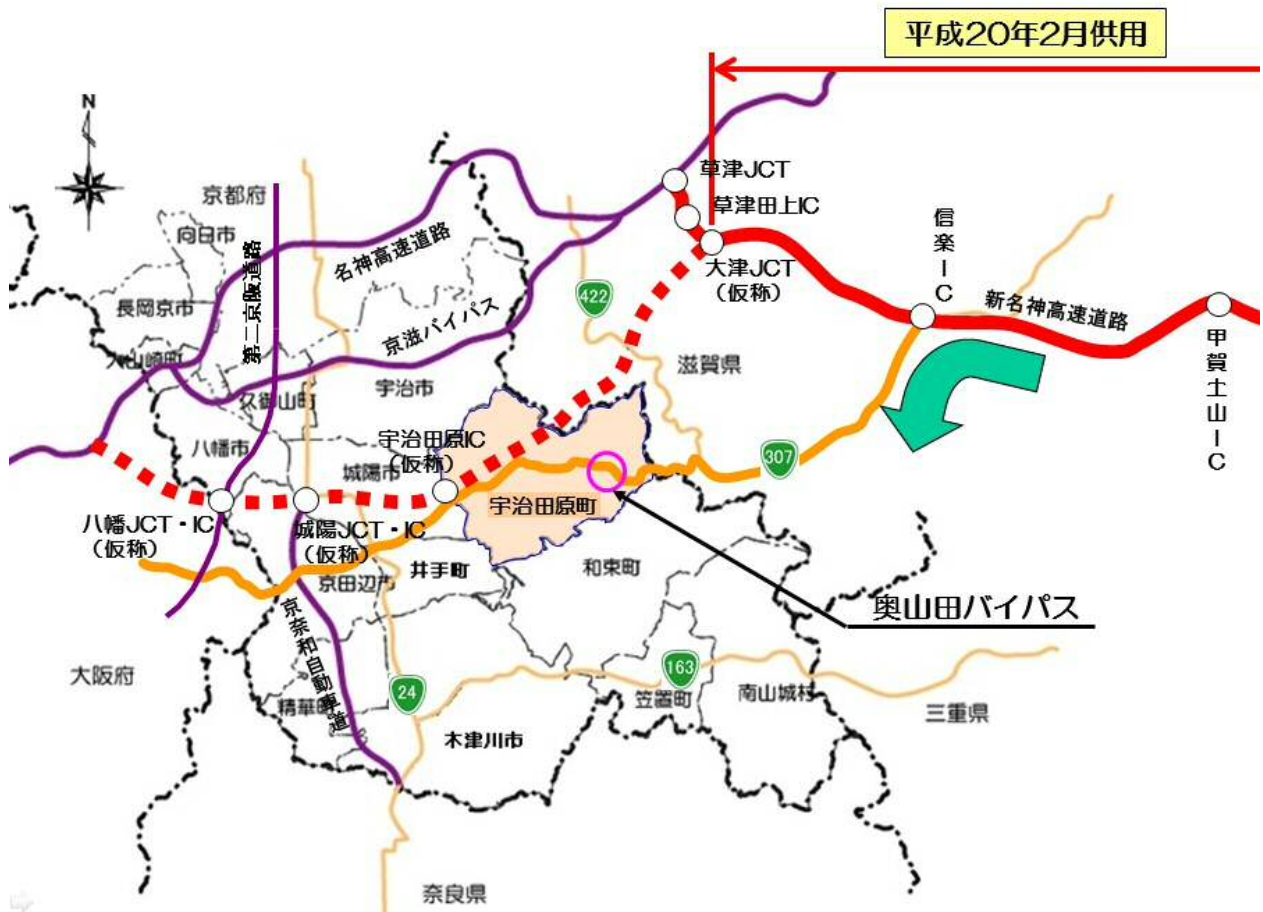 平成20年2月供用
N
草津JCT
京都府
草津田上IC
向日市
信楽IC
名神高速道路
大津JCT
(仮称)
第二京阪道路
422
長岡京市
新名神高速道路
京滋バイパス
大山崎町
甲賀土山IC
滋賀県
宇治市
久御山町
宇治田原IC
(仮称)
八幡市
城陽市
307
宇治田原町
八幡JCT・IC
(仮称)
城陽JCT・IC
(仮称)
井手町
和束町
京田辺市
奥山田バイパス
京奈和自動車道
大阪府
163
24
笠置町
南山城村
精華町
三重県
木津川市
奈良県